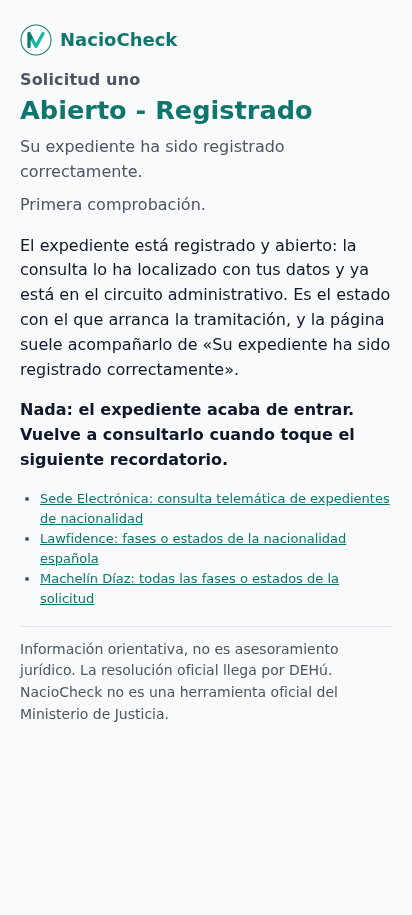 NacioCheck
Solicitud uno
Abierto - Registrado
Su expediente ha sido registrado
correctamente.
Primera comprobación.
El expediente está registrado y abierto: la
consulta lo ha localizado con tus datos y ya
está en el circuito administrativo. Es el estado
con el que arranca la tramitación, y la página
suele acompañarlo de «Su expediente ha sido
registrado correctamente».
Nada: el expediente acaba de entrar.
Vuelve a consultarlo cuando toque el
siguiente recordatorio.
• Sede Electrónica: consulta telemática de expedientes
de nacionalidad
• Lawfidence: fases o estados de la nacionalidad
española
• Machelín Díaz: todas las fases o estados de la
solicitud
Información orientativa, no es asesoramiento
jurídico. La resolución oficial llega por DEHú.
NacioCheck no es una herramienta oficial del
Ministerio de Justicia.